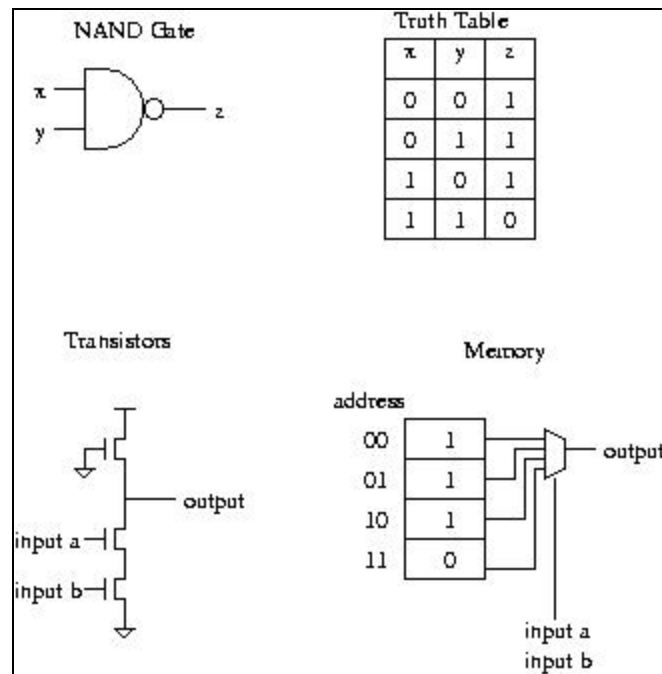 NAND Gate
x
y
z
Truth Table
x y z
0 0 1
0 1 1
1 0 1
1 1 0
Transistors
output
input a
input b
Memory
address
00 1
01 1
10 1
11 0
output
input a
input b